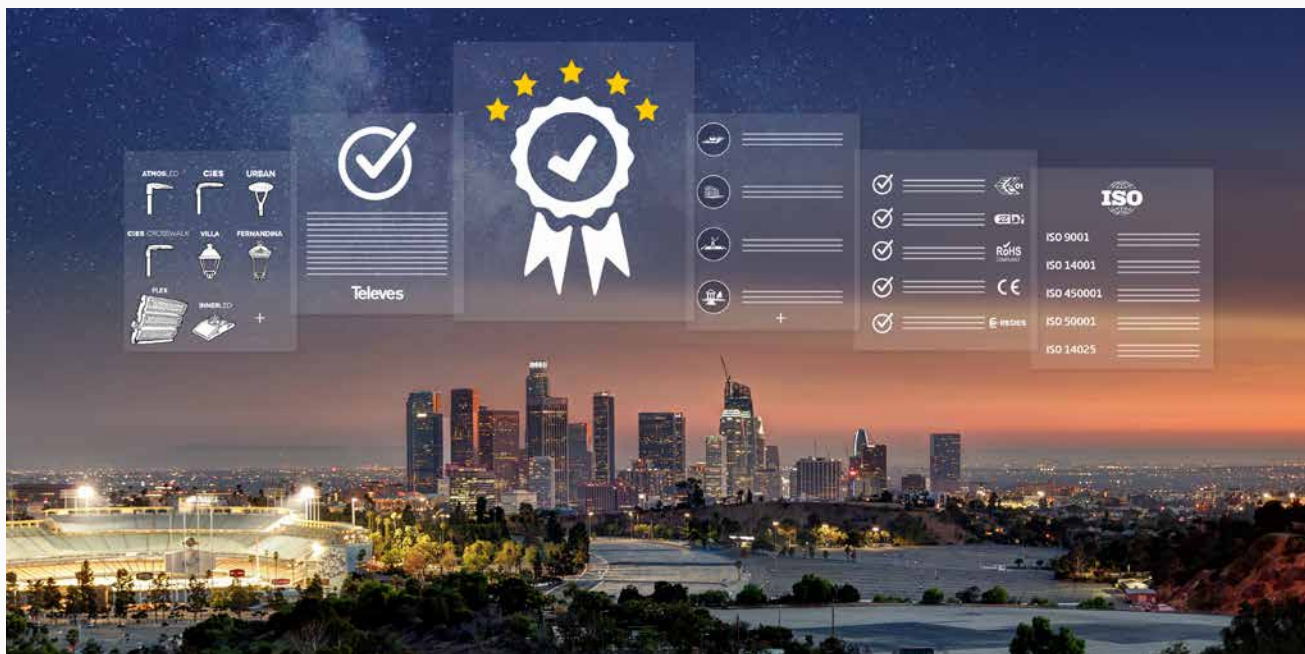 ATMOSLED
CiES
URBAN
CIES CROSSWALK
VILLA
FERNANDINA
FLEX
INNERLED
+
Televes
+
RoHS
CE
E-REDES
ISO
ISO 9001
ISO 14001
ISO 450001
ISO 50001
ISO 14025